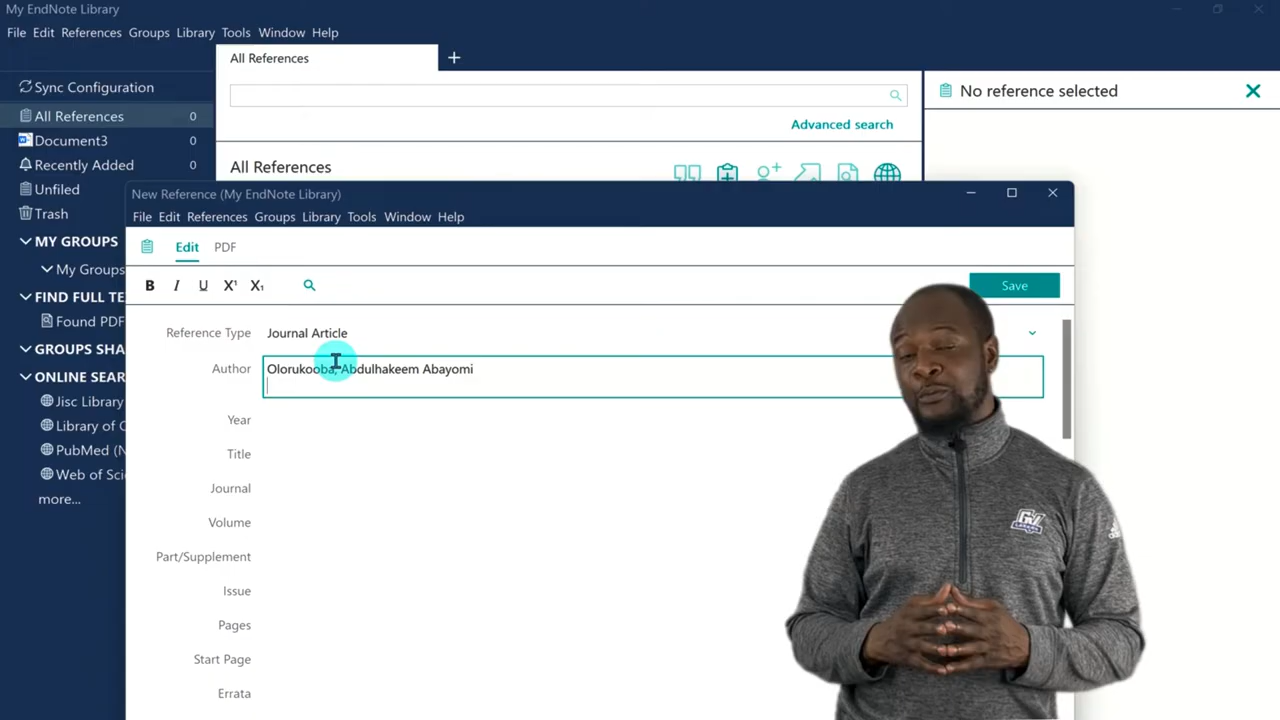 My EndNote Library
File Edit References Groups Library Tools Window Help
All References
Sync Configuration
All References 0
Document3 0
Recently Added 0
Unfiled 0
Trash 0
MY GROUPS
My Groups
FIND FULL TE
Found PDF
GROUPS SHA
ONLINE SEAR
Jisc Library
Library of C
PubMed (N
Web of Sci
more...
Advanced search
All References
No reference selected
New Reference (My EndNote Library)
File Edit References Groups Library Tools Window Help
Edit PDF
B I U X¹ X₁
Save
Reference Type Journal Article
Author Olorukooba, Abdulhakeem Abayomi
Year
Title
Journal
Volume
Part/Supplement
Issue
Pages
Start Page
Errata
GV
LAKERS